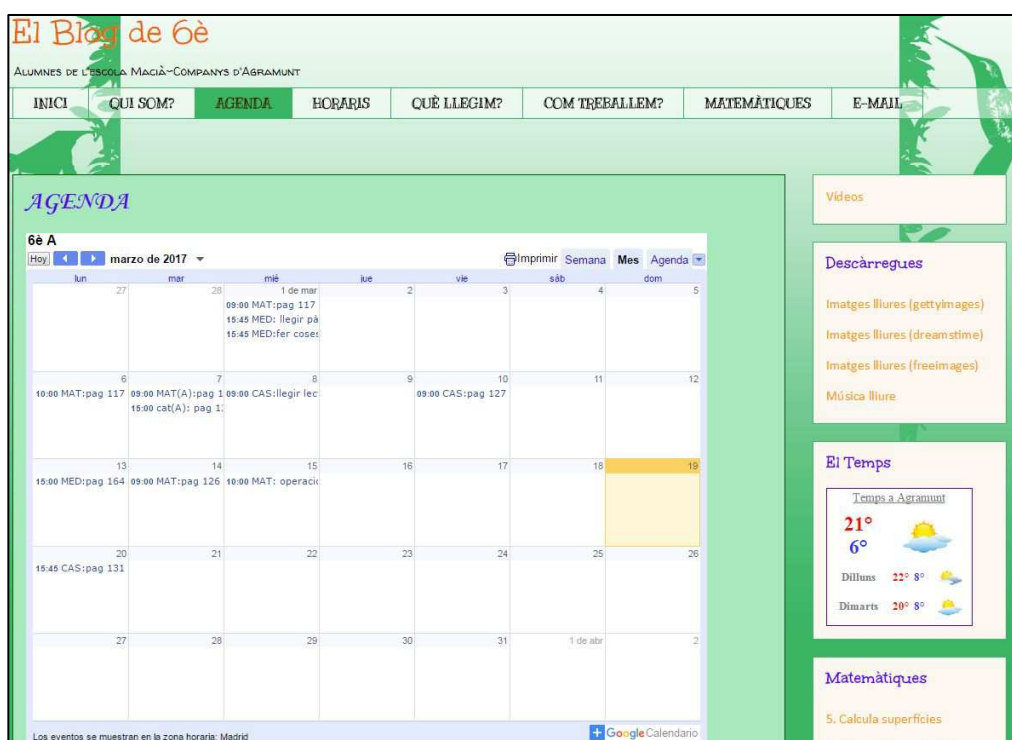 El Blog de 6è
Alumnes de l'escola Macià-Companys d'Agramunt
INICI QUI SOM? AGENDA HORARIS QUÈ LLEGIM? COM TREBALLEM? MATEMÀTIQUES E-MAIL
AGENDA
6è A
Hoy marzo de 2017 Imprimir Semana Mes Agenda
lun mar mié jue vie sáb dom
27 28 1 de mar 2 3 4 5
09:00 MAT:pag 117
15:45 MED: llegir pà
15:45 MED:fer coses
6 7 8 9 10 11 12
10:00 MAT:pag 117 09:00 MAT(A):pag 1 09:00 CAS:llegir lec 09:00 CAS:pag 127
15:00 cat(A): pag 1
13 14 15 16 17 18 19
15:00 MED:pag 164 09:00 MAT:pag 126 10:00 MAT: operacio
20 21 22 23 24 25 26
15:45 CAS:pag 131
27 28 29 30 31 1 de abr 2
Los eventos se muestran en la zona horaria: Madrid
Google Calendario
Vídeos
Descàrregues
Imatges lliures (gettyimages)
Imatges lliures (dreamstime)
Imatges lliures (freeimages)
Música lliure
El Temps
Temps a Agramunt
21°
6°
Dilluns 22° 8°
Dimarts 20° 8°
Matemàtiques
5. Calcula superfícies